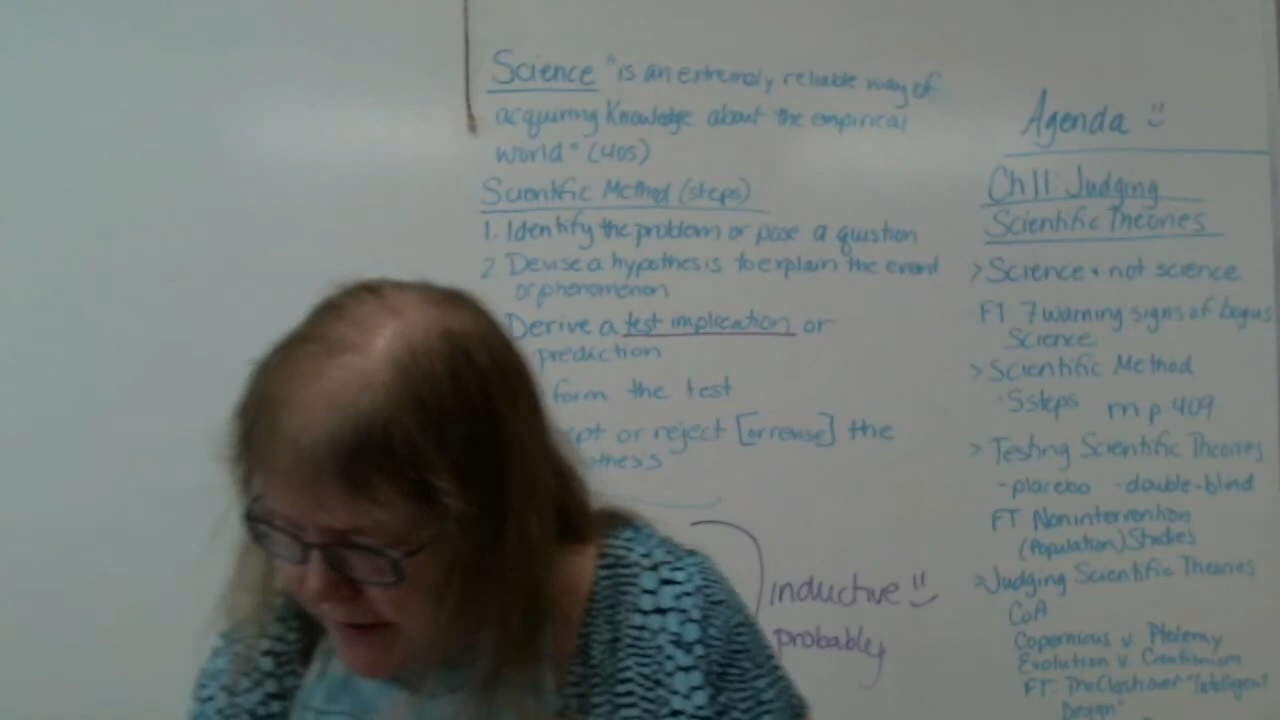 Science "is an extremely reliable way of
acquiring Knowledge about the empirical
world" (405)
Scientific Method (steps)
1. Identify the problem or pose a question
2 Devise a hypothesis to explain the event
or phenomenon
Derive a test implication or
prediction
form the test
ept or reject [or revise] the
othesis
inductive
probably
Agenda
Ch 11: Judging
Scientific Theories
> Science + not science
FT 7 warning signs of bogus
Science
> Scientific Method
5 steps m p 409
> Testing Scientific Theories
- placebo - double-blind
FT Nonintervention
(Population) Studies
> Judging Scientific Theories
CoA
Copernicus v Ptolemy
Evolution v Creationism
FT: The Clash over "Intelligent
Design"